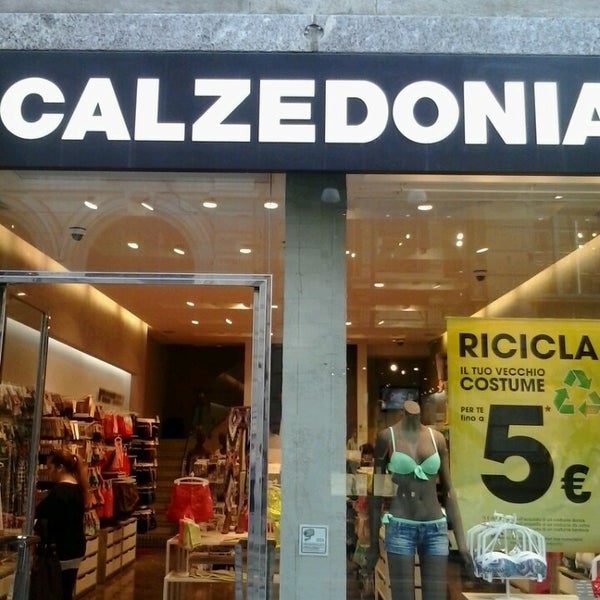 CALZEDONIA
RICICLA
IL TUO VECCHIO
COSTUME
PER TE
fino a
5*€